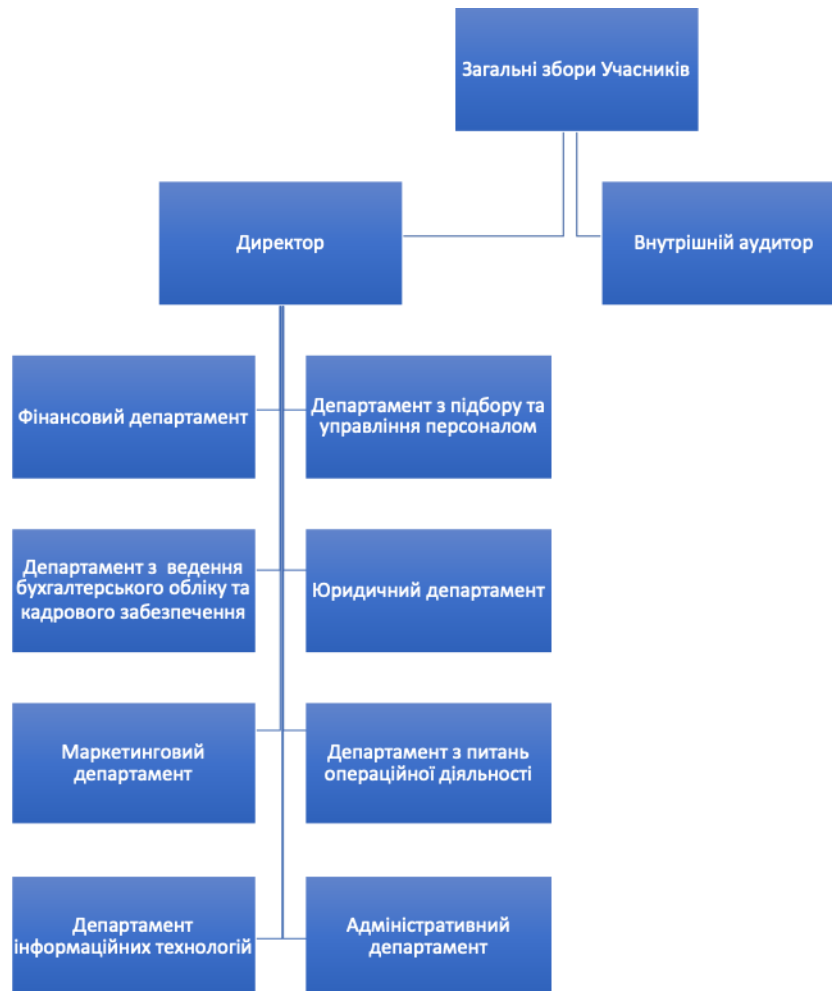 Загальні збори Учасників
Директор
Внутрішній аудитор
Фінансовий департамент
Департамент з підбору та
управління персоналом
Департамент з  ведення
бухгалтерського обліку та
кадрового забезпечення
Юридичний департамент
Маркетинговий
департамент
Департамент з питань
операційної діяльності
Департамент
інформаційних технологій
Адміністративний
департамент